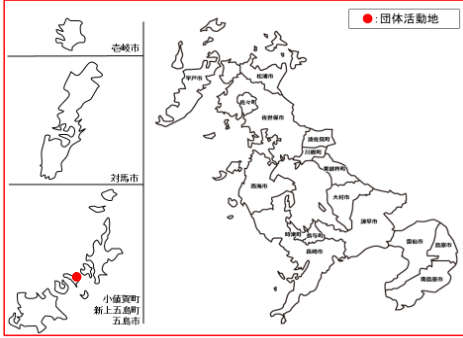 ●:団体活動地
壱岐市
対馬市
小値賀町
新上五島町
五島市
平戸市
松浦市
佐々町
佐世保市
波佐見町
川棚町
東彼杵町
西海市
大村市
諫早市
時津町
長与町
長崎市
雲仙市
島原市
南島原市